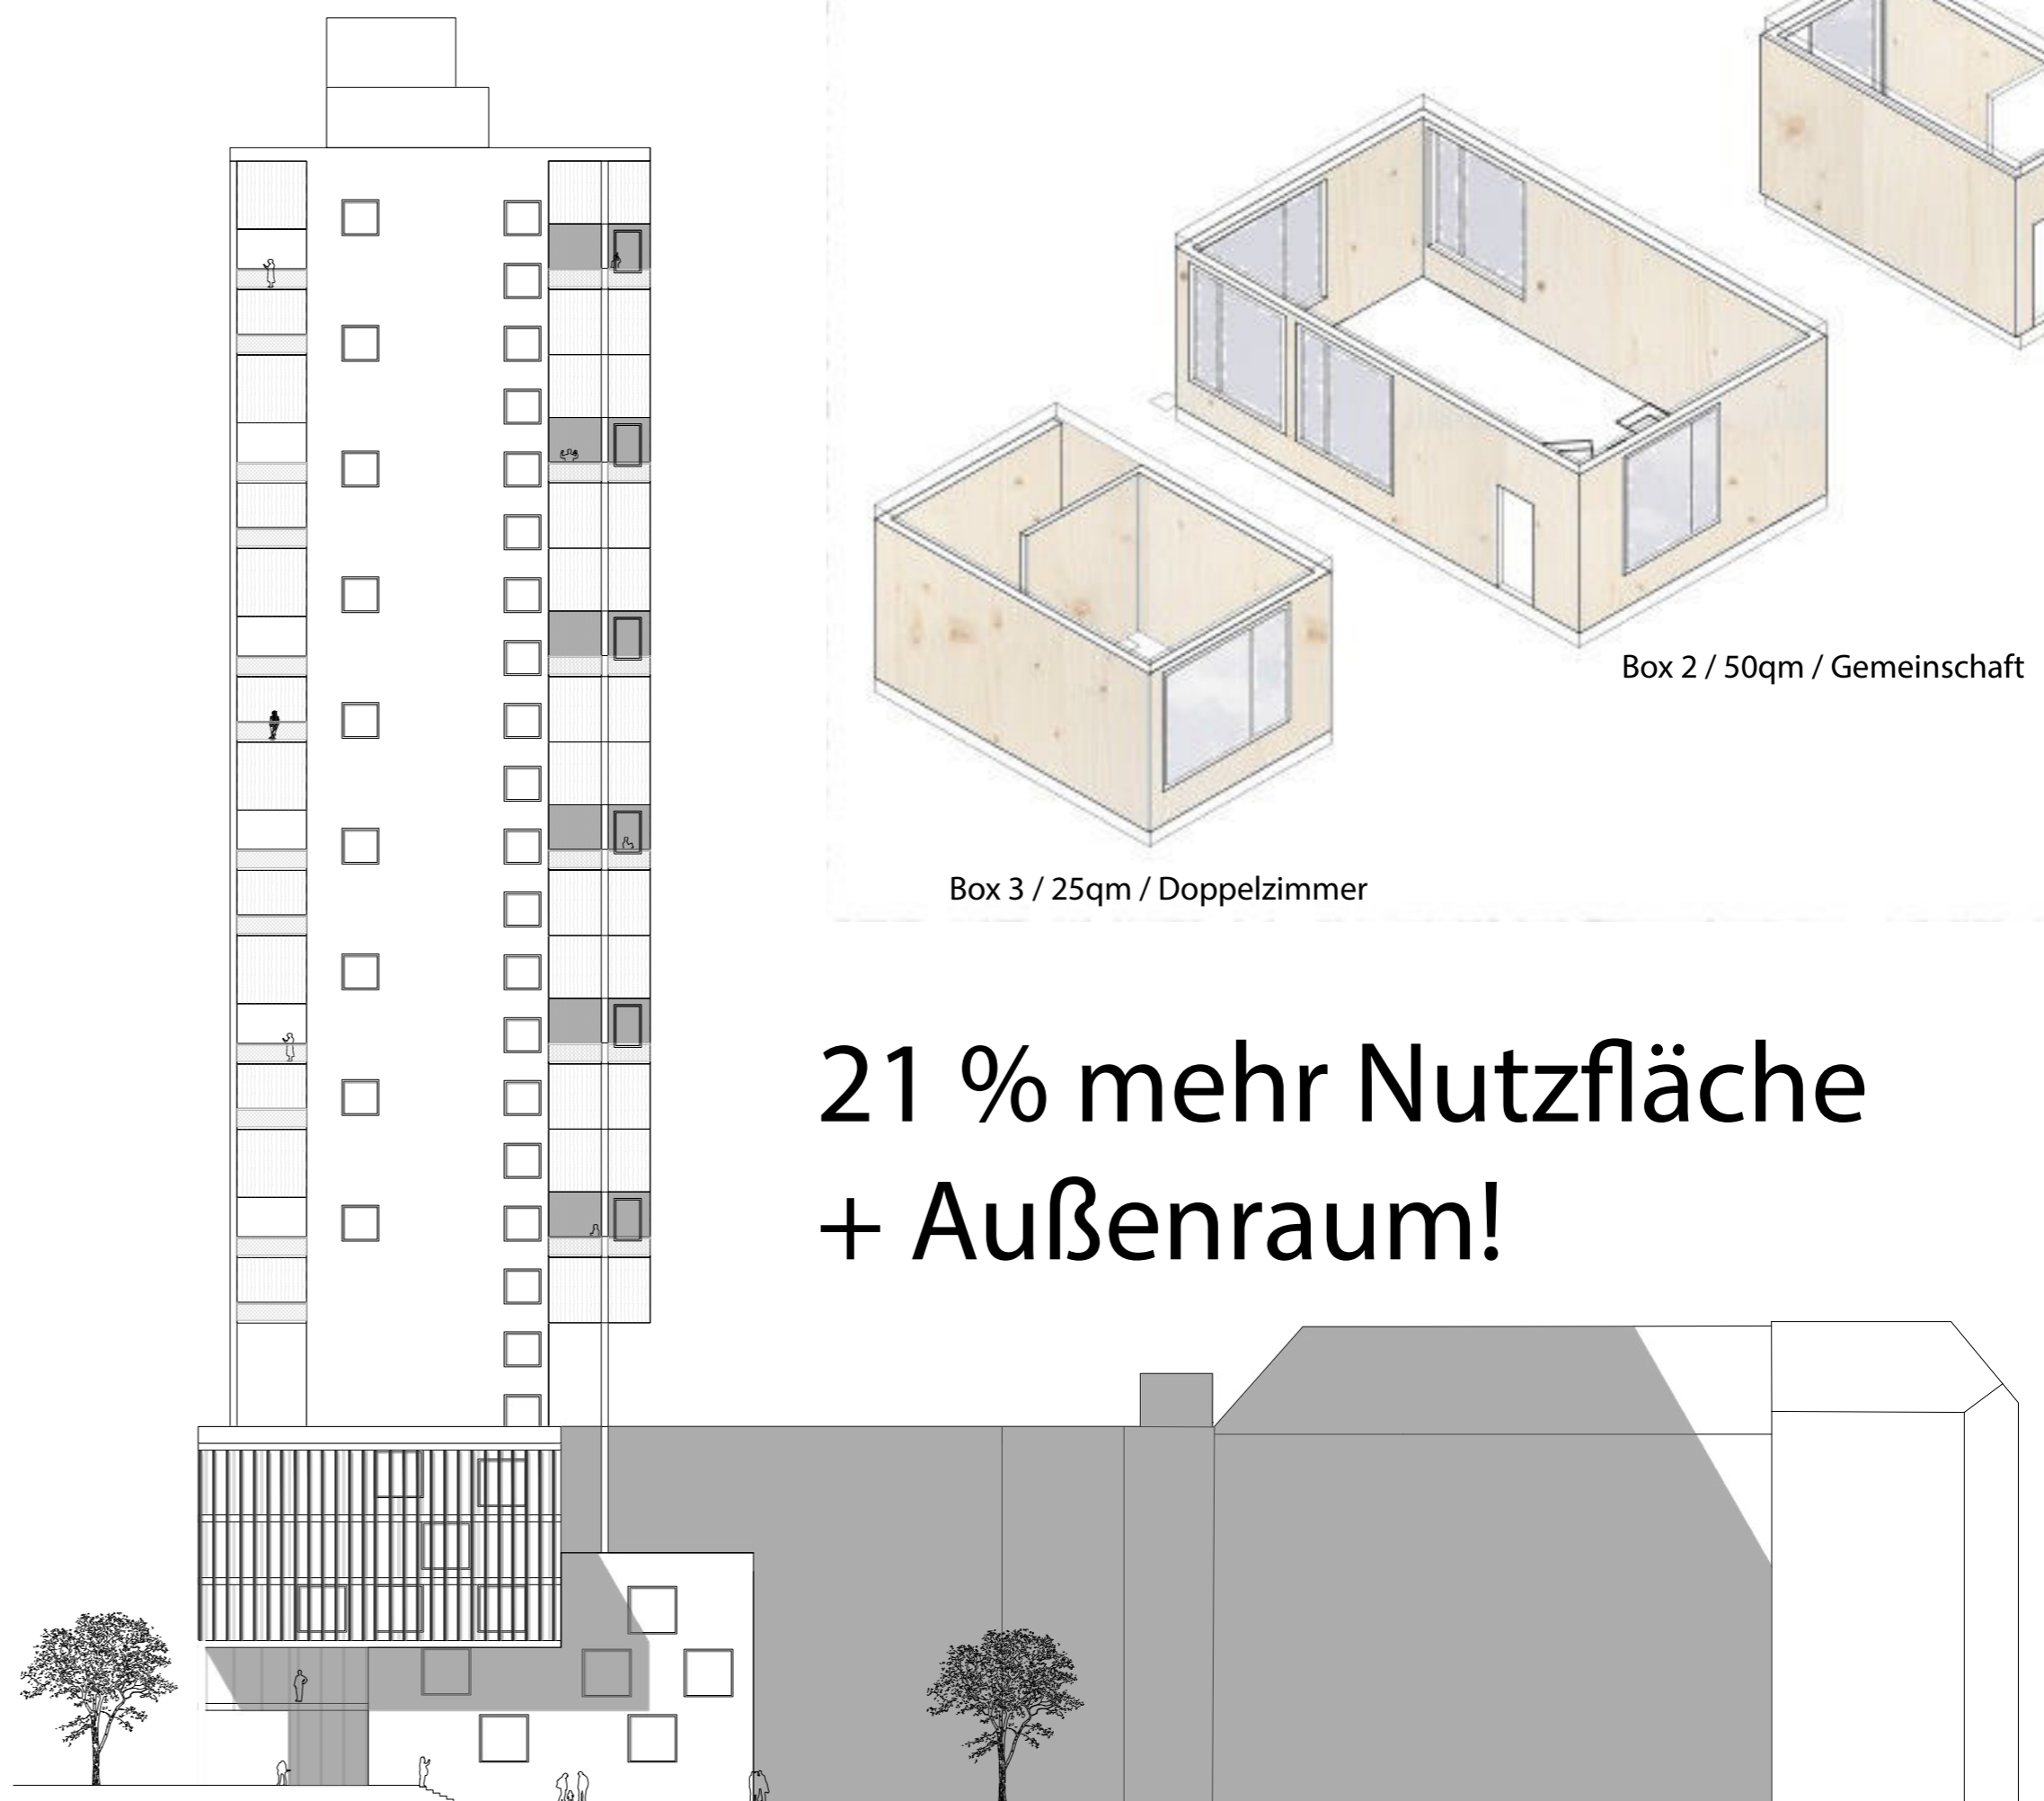 Box 2 / 50qm / Gemeinschaft
Box 3 / 25qm / Doppelzimmer
21 % mehr Nutzfläche
+ Außenraum!